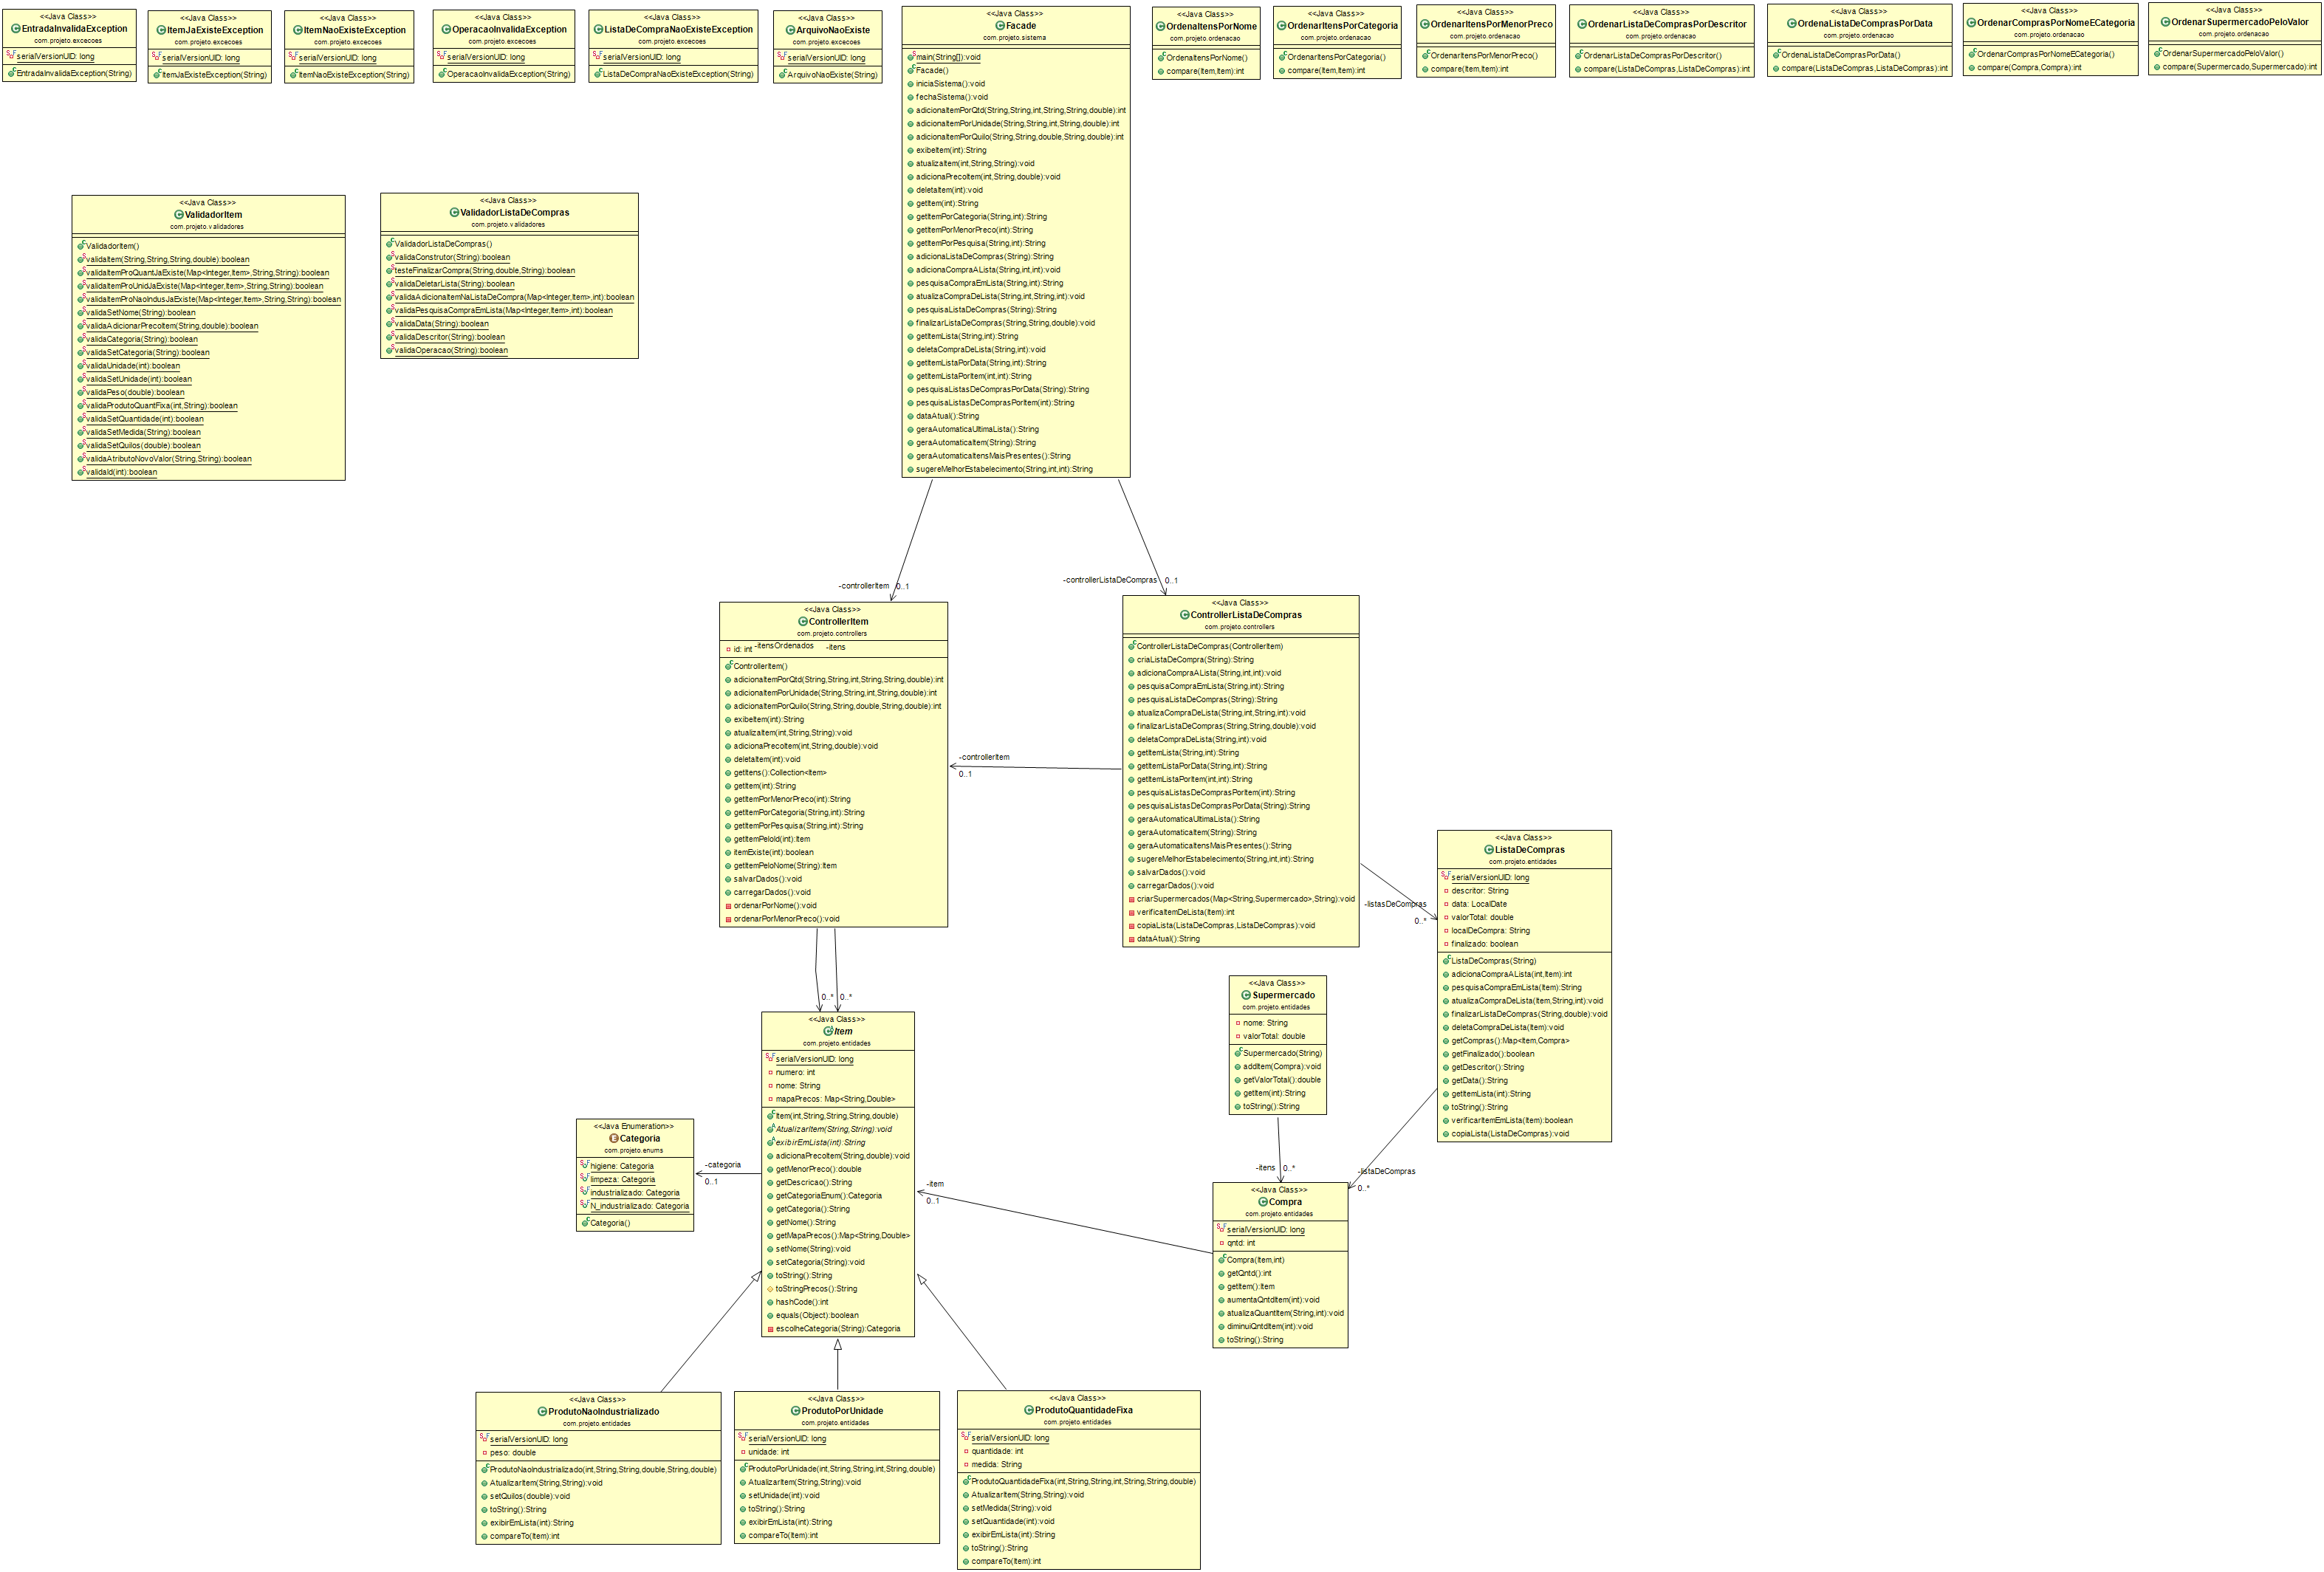 <<Java Class>>
EntradaInvalidaException
com.projeto.excecoes
serialVersionUID: long
EntradaInvalidaException(String)
<<Java Class>>
ItemJaExisteException
com.projeto.excecoes
serialVersionUID: long
ItemJaExisteException(String)
<<Java Class>>
ItemNaoExisteException
com.projeto.excecoes
serialVersionUID: long
ItemNaoExisteException(String)
<<Java Class>>
OperacaoInvalidaException
com.projeto.excecoes
serialVersionUID: long
OperacaoInvalidaException(String)
<<Java Class>>
ListaDeCompraNaoExisteException
com.projeto.excecoes
serialVersionUID: long
ListaDeCompraNaoExisteException(String)
<<Java Class>>
ArquivoNaoExiste
com.projeto.excecoes
serialVersionUID: long
ArquivoNaoExiste(String)
<<Java Class>>
Facade
com.projeto.sistema
main(String[]):void
Facade()
iniciaSistema():void
fechaSistema():void
adicionaItemPorQtd(String,String,int,String,String,double):int
adicionaItemPorUnidade(String,String,int,String,double):int
adicionaItemPorQuilo(String,String,double,String,double):int
exibeItem(int):String
atualizaItem(int,String,String):void
adicionaPrecoItem(int,String,double):void
deletaItem(int):void
getItem(int):String
getItemPorCategoria(String,int):String
getItemPorMenorPreco(int):String
getItemPorPesquisa(String,int):String
adicionaListaDeCompras(String):String
adicionaCompraALista(String,int,int):void
pesquisaCompraEmLista(String,int):String
atualizaCompraDeLista(String,int,String,int):void
pesquisaListaDeCompras(String):String
finalizarListaDeCompras(String,String,double):void
getItemLista(String,int):String
deletaCompraDeLista(String,int):void
getItemListaPorData(String,int):String
getItemListaPorItem(int,int):String
pesquisaListasDeComprasPorData(String):String
pesquisaListasDeComprasPorItem(int):String
dataAtual():String
geraAutomaticaUltimaLista():String
geraAutomaticaItem(String):String
geraAutomaticaItensMaisPresentes():String
sugereMelhorEstabelecimento(String,int,int):String
<<Java Class>>
OrdenaItensPorNome
com.projeto.ordenacao
OrdenaItensPorNome()
compare(Item,Item):int
<<Java Class>>
OrdenarItensPorCategoria
com.projeto.ordenacao
OrdenarItensPorCategoria()
compare(Item,Item):int
<<Java Class>>
OrdenarItensPorMenorPreco
com.projeto.ordenacao
OrdenarItensPorMenorPreco()
compare(Item,Item):int
<<Java Class>>
OrdenarListaDeComprasPorDescritor
com.projeto.ordenacao
OrdenarListaDeComprasPorDescritor()
compare(ListaDeCompras,ListaDeCompras):int
<<Java Class>>
OrdenaListaDeComprasPorData
com.projeto.ordenacao
OrdenaListaDeComprasPorData()
compare(ListaDeCompras,ListaDeCompras):int
<<Java Class>>
OrdenarComprasPorNomeECategoria
com.projeto.ordenacao
OrdenarComprasPorNomeECategoria()
compare(Compra,Compra):int
<<Java Class>>
OrdenarSupermercadoPeloValor
com.projeto.ordenacao
OrdenarSupermercadoPeloValor()
compare(Supermercado,Supermercado):int
<<Java Class>>
ValidadorItem
com.projeto.validadores
ValidadorItem()
validaItem(String,String,String,double):boolean
validaItemProQuantJaExiste(Map<Integer,Item>,String,String):boolean
validaItemProUnidJaExiste(Map<Integer,Item>,String,String):boolean
validaItemProNaoIndusJaExiste(Map<Integer,Item>,String,String):boolean
validaSetNome(String):boolean
validaAdicionarPrecoItem(String,double):boolean
validaCategoria(String):boolean
validaSetCategoria(String):boolean
validaUnidade(int):boolean
validaSetUnidade(int):boolean
validaPeso(double):boolean
validaProdutoQuantFixa(int,String):boolean
validaSetQuantidade(int):boolean
validaSetMedida(String):boolean
validaSetQuilos(double):boolean
validaAtributoNovoValor(String,String):boolean
validaId(int):boolean
<<Java Class>>
ValidadorListaDeCompras
com.projeto.validadores
ValidadorListaDeCompras()
validaConstrutor(String):boolean
testeFinalizarCompra(String,double,String):boolean
validaDeletarLista(String):boolean
validaAdicionaItemNaListaDeCompra(Map<Integer,Item>,int):boolean
validaPesquisaCompraEmLista(Map<Integer,Item>,int):boolean
validaData(String):boolean
validaDescritor(String):boolean
validaOperacao(String):boolean
-controllerItem 0..1
-controllerListaDeCompras 0..1
<<Java Class>>
ControllerItem
com.projeto.controllers
id: int -itensOrdenados -itens
ControllerItem()
adicionaItemPorQtd(String,String,int,String,String,double):int
adicionaItemPorUnidade(String,String,int,String,double):int
adicionaItemPorQuilo(String,String,double,String,double):int
exibeItem(int):String
atualizaItem(int,String,String):void
adicionaPrecoItem(int,String,double):void
deletaItem(int):void
getItens():Collection<Item>
getItem(int):String
getItemPorMenorPreco(int):String
getItemPorCategoria(String,int):String
getItemPorPesquisa(String,int):String
getItemPeloId(int):Item
itemExiste(int):boolean
getItemPeloNome(String):Item
salvarDados():void
carregarDados():void
ordenarPorNome():void
ordenarPorMenorPreco():void
-controllerItem
0..1
<<Java Class>>
ControllerListaDeCompras
com.projeto.controllers
ControllerListaDeCompras(ControllerItem)
criaListaDeCompra(String):String
adicionaCompraALista(String,int,int):void
pesquisaCompraEmLista(String,int):String
pesquisaListaDeCompras(String):String
atualizaCompraDeLista(String,int,String,int):void
finalizarListaDeCompras(String,String,double):void
deletaCompraDeLista(String,int):void
getItemLista(String,int):String
getItemListaPorData(String,int):String
getItemListaPorItem(int,int):String
pesquisaListasDeComprasPorItem(int):String
pesquisaListasDeComprasPorData(String):String
geraAutomaticaUltimaLista():String
geraAutomaticaItem(String):String
geraAutomaticaItensMaisPresentes():String
sugereMelhorEstabelecimento(String,int,int):String
salvarDados():void
carregarDados():void
criarSupermercados(Map<String,Supermercado>,String):void
verificaItemDeLista(Item):int
copiaLista(ListaDeCompras,ListaDeCompras):void
dataAtual():String
-listasDeCompras
0..*
<<Java Class>>
ListaDeCompras
com.projeto.entidades
serialVersionUID: long
descritor: String
data: LocalDate
valorTotal: double
localDeCompra: String
finalizado: boolean
ListaDeCompras(String)
adicionaCompraALista(int,Item):int
pesquisaCompraEmLista(Item):String
atualizaCompraDeLista(Item,String,int):void
finalizarListaDeCompras(String,double):void
deletaCompraDeLista(Item):void
getCompras():Map<Item,Compra>
getFinalizado():boolean
getDescritor():String
getData():String
getItemLista(int):String
toString():String
verificarItemEmLista(Item):boolean
copiaLista(ListaDeCompras):void
0..* 0..*
<<Java Class>>
Supermercado
com.projeto.entidades
nome: String
valorTotal: double
Supermercado(String)
addItem(Compra):void
getValorTotal():double
getItem(int):String
toString():String
-itens 0..*
-listaDeCompras
0..*
<<Java Class>>
Item
com.projeto.entidades
serialVersionUID: long
numero: int
nome: String
mapaPrecos: Map<String,Double>
Item(int,String,String,String,double)
AtualizarItem(String,String):void
exibirEmLista(int):String
adicionaPrecoItem(String,double):void
getMenorPreco():double
getDescricao():String
getCategoriaEnum():Categoria
getCategoria():String
getNome():String
getMapaPrecos():Map<String,Double>
setNome(String):void
setCategoria(String):void
toString():String
toStringPrecos():String
hashCode():int
equals(Object):boolean
escolheCategoria(String):Categoria
<<Java Enumeration>>
Categoria
com.projeto.enums
higiene: Categoria
limpeza: Categoria
industrializado: Categoria
N_industrializado: Categoria
Categoria()
-categoria
0..1
-item
0..1
<<Java Class>>
Compra
com.projeto.entidades
serialVersionUID: long
qntd: int
Compra(Item,int)
getQntd():int
getItem():Item
aumentaQntdItem(int):void
atualizaQuantItem(String,int):void
diminuiQntdItem(int):void
toString():String
<<Java Class>>
ProdutoNaoIndustrializado
com.projeto.entidades
serialVersionUID: long
peso: double
ProdutoNaoIndustrializado(int,String,String,double,String,double)
AtualizarItem(String,String):void
setQuilos(double):void
toString():String
exibirEmLista(int):String
compareTo(Item):int
<<Java Class>>
ProdutoPorUnidade
com.projeto.entidades
serialVersionUID: long
unidade: int
ProdutoPorUnidade(int,String,String,int,String,double)
AtualizarItem(String,String):void
setUnidade(int):void
toString():String
exibirEmLista(int):String
compareTo(Item):int
<<Java Class>>
ProdutoQuantidadeFixa
com.projeto.entidades
serialVersionUID: long
quantidade: int
medida: String
ProdutoQuantidadeFixa(int,String,String,int,String,String,double)
AtualizarItem(String,String):void
setMedida(String):void
setQuantidade(int):void
exibirEmLista(int):String
toString():String
compareTo(Item):int